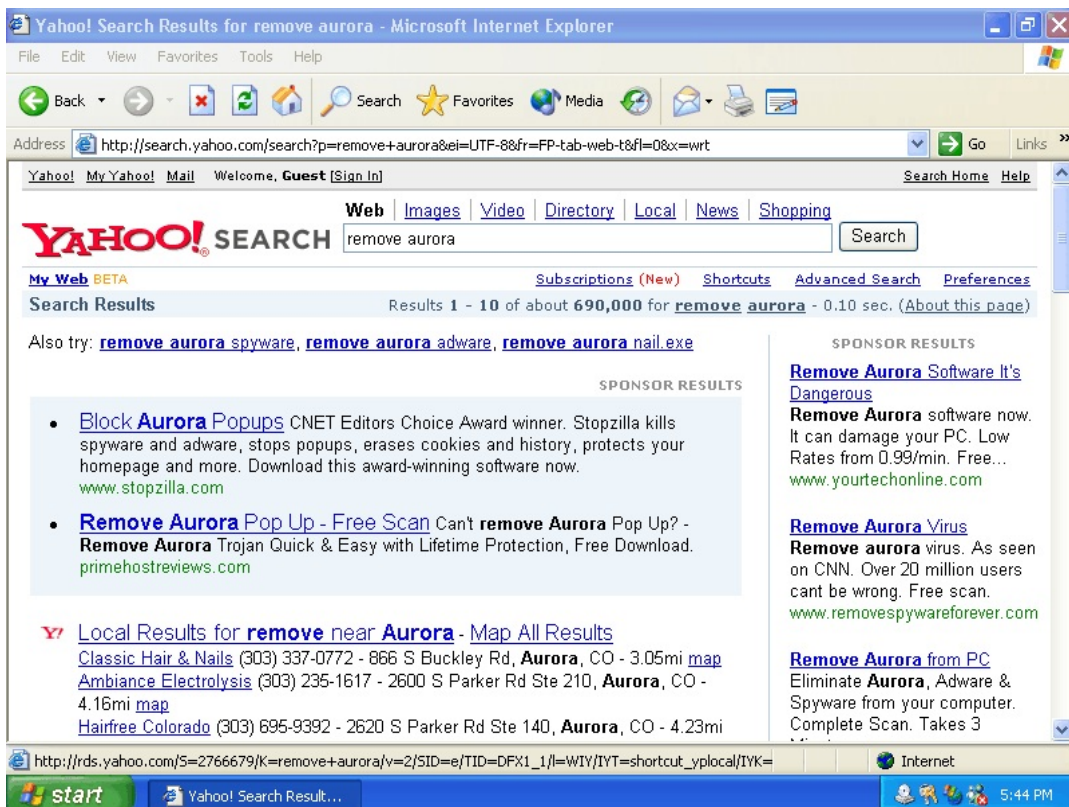 Yahoo! Search Results for remove aurora - Microsoft Internet Explorer
File Edit View Favorites Tools Help
Back Search Favorites Media
Address http://search.yahoo.com/search?p=remove+aurora&ei=UTF-8&fr=FP-tab-web-t&fl=0&x=wrt Go Links »
Yahoo! My Yahoo! Mail Welcome, Guest [Sign In] Search Home Help
Web | Images | Video | Directory | Local | News | Shopping
YAHOO! SEARCH remove aurora Search
My Web BETA Subscriptions (New) Shortcuts Advanced Search Preferences
Search Results Results 1 - 10 of about 690,000 for remove aurora - 0.10 sec. (About this page)
Also try: remove aurora spyware, remove aurora adware, remove aurora nail.exe
SPONSOR RESULTS
• Block Aurora Popups CNET Editors Choice Award winner. Stopzilla kills
spyware and adware, stops popups, erases cookies and history, protects your
homepage and more. Download this award-winning software now.
www.stopzilla.com
• Remove Aurora Pop Up - Free Scan Can't remove Aurora Pop Up? -
Remove Aurora Trojan Quick & Easy with Lifetime Protection, Free Download.
primehostreviews.com
Y! Local Results for remove near Aurora - Map All Results
Classic Hair & Nails (303) 337-0772 - 866 S Buckley Rd, Aurora, CO - 3.05mi map
Ambiance Electrolysis (303) 235-1617 - 2600 S Parker Rd Ste 210, Aurora, CO -
4.16mi map
Hairfree Colorado (303) 695-9392 - 2620 S Parker Rd Ste 140, Aurora, CO - 4.23mi
SPONSOR RESULTS
Remove Aurora Software It's
Dangerous
Remove Aurora software now.
It can damage your PC. Low
Rates from 0.99/min. Free...
www.yourtechonline.com
Remove Aurora Virus
Remove aurora virus. As seen
on CNN. Over 20 million users
cant be wrong. Free scan.
www.removespywareforever.com
Remove Aurora from PC
Eliminate Aurora, Adware &
Spyware from your computer.
Complete Scan. Takes 3
http://rds.yahoo.com/S=2766679/K=remove+aurora/v=2/SID=e/TID=DFX1_1/l=WIY/IYT=shortcut_yplocal/IYK= Internet
start Yahoo! Search Result... 5:44 PM